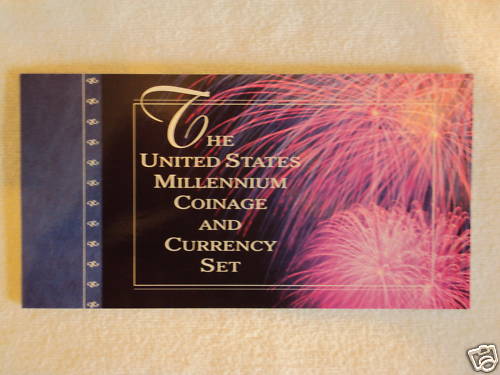 THE
UNITED STATES
MILLENNIUM
COINAGE
AND
CURRENCY
SET